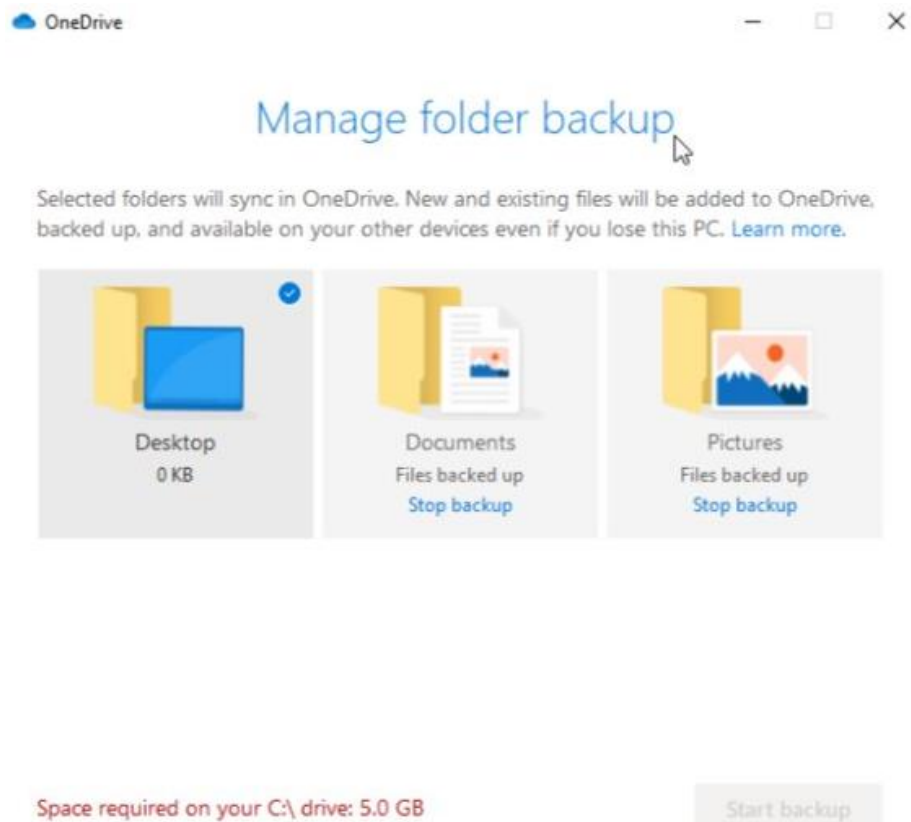 OneDrive
Manage folder backup
Selected folders will sync in OneDrive. New and existing files will be added to OneDrive,
backed up, and available on your other devices even if you lose this PC. Learn more.
Desktop
0 KB
Documents
Files backed up
Stop backup
Pictures
Files backed up
Stop backup
Space required on your C:\ drive: 5.0 GB
Start backup